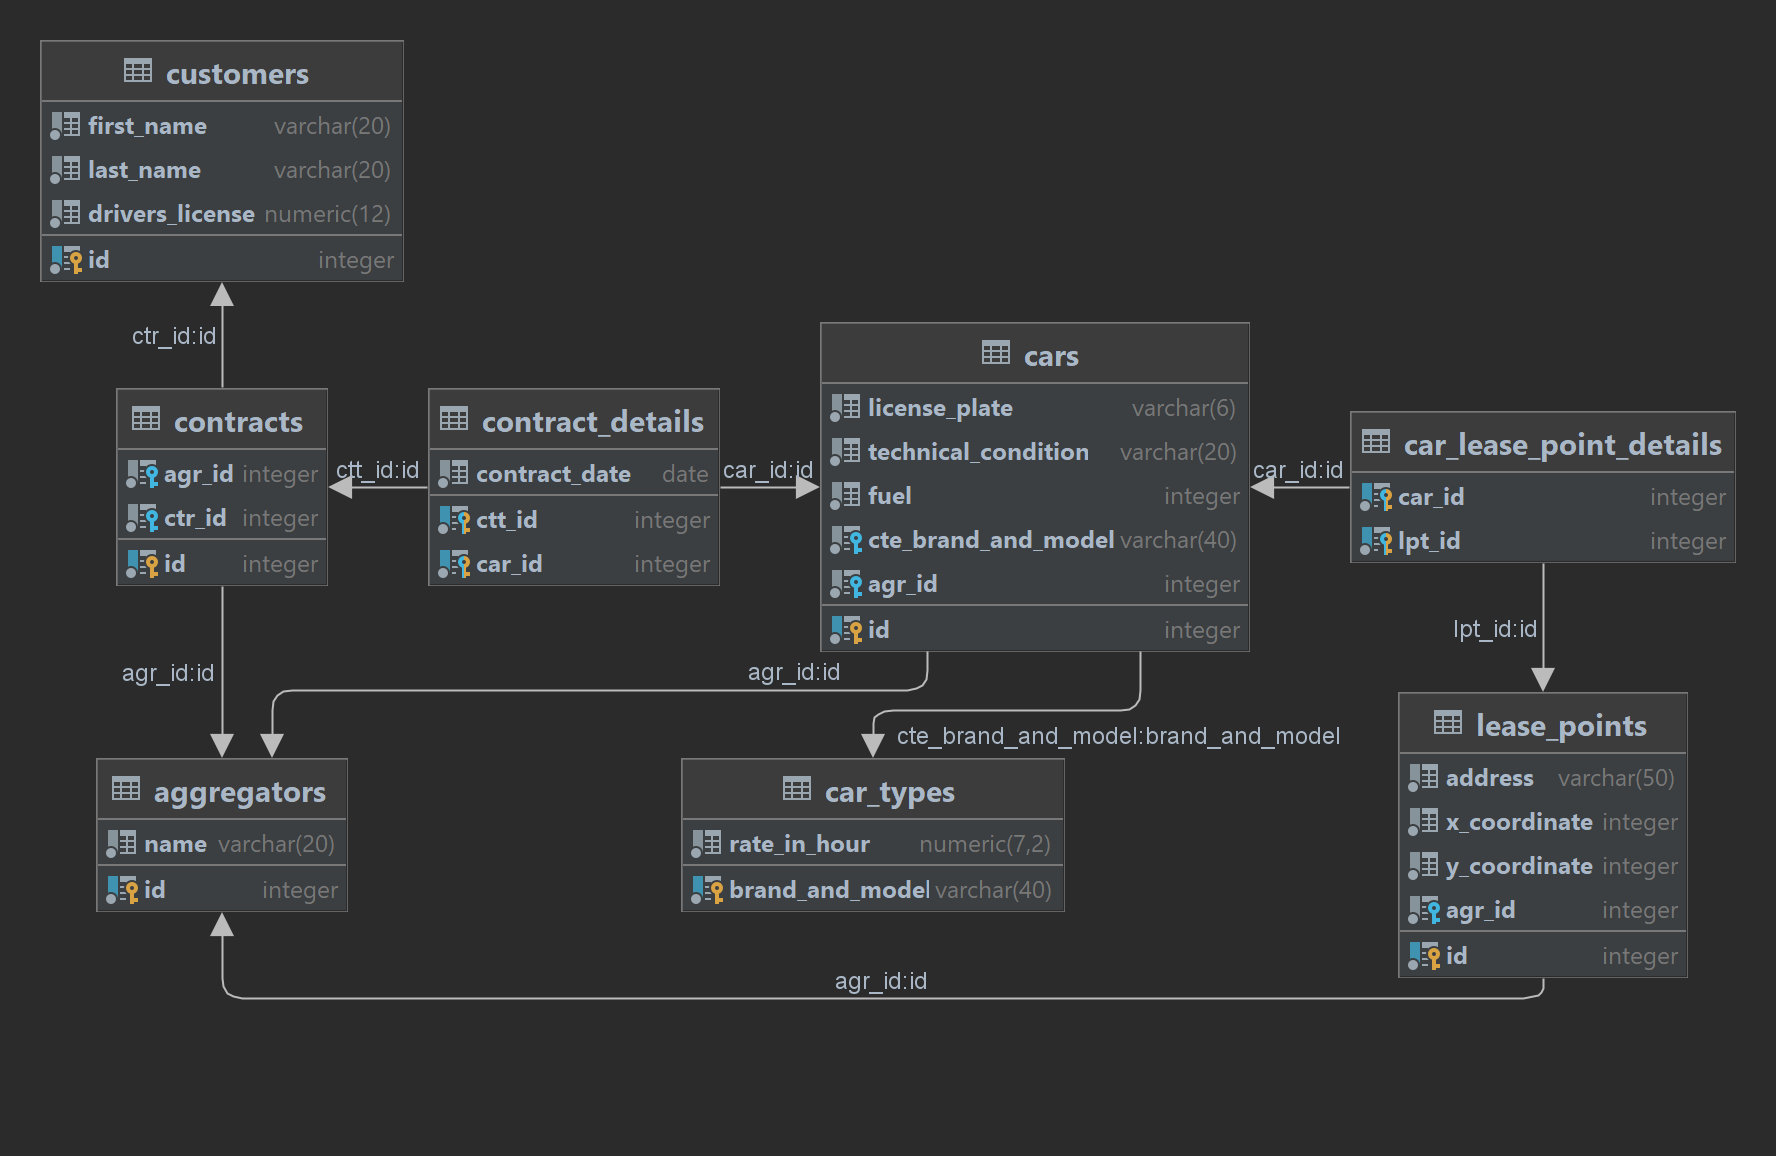 customers
first_name varchar(20)
last_name varchar(20)
drivers_license numeric(12)
id integer
ctr_id:id
contracts
agr_id integer
ctr_id integer
id integer
ctt_id:id
contract_details
contract_date date
ctt_id integer
car_id integer
car_id:id
cars
license_plate varchar(6)
technical_condition varchar(20)
fuel integer
cte_brand_and_model varchar(40)
agr_id integer
id integer
car_id:id
car_lease_point_details
car_id integer
lpt_id integer
lpt_id:id
agr_id:id
agr_id:id
cte_brand_and_model:brand_and_model
aggregators
name varchar(20)
id integer
car_types
rate_in_hour numeric(7,2)
brand_and_model varchar(40)
lease_points
address varchar(50)
x_coordinate integer
y_coordinate integer
agr_id integer
id integer
agr_id:id